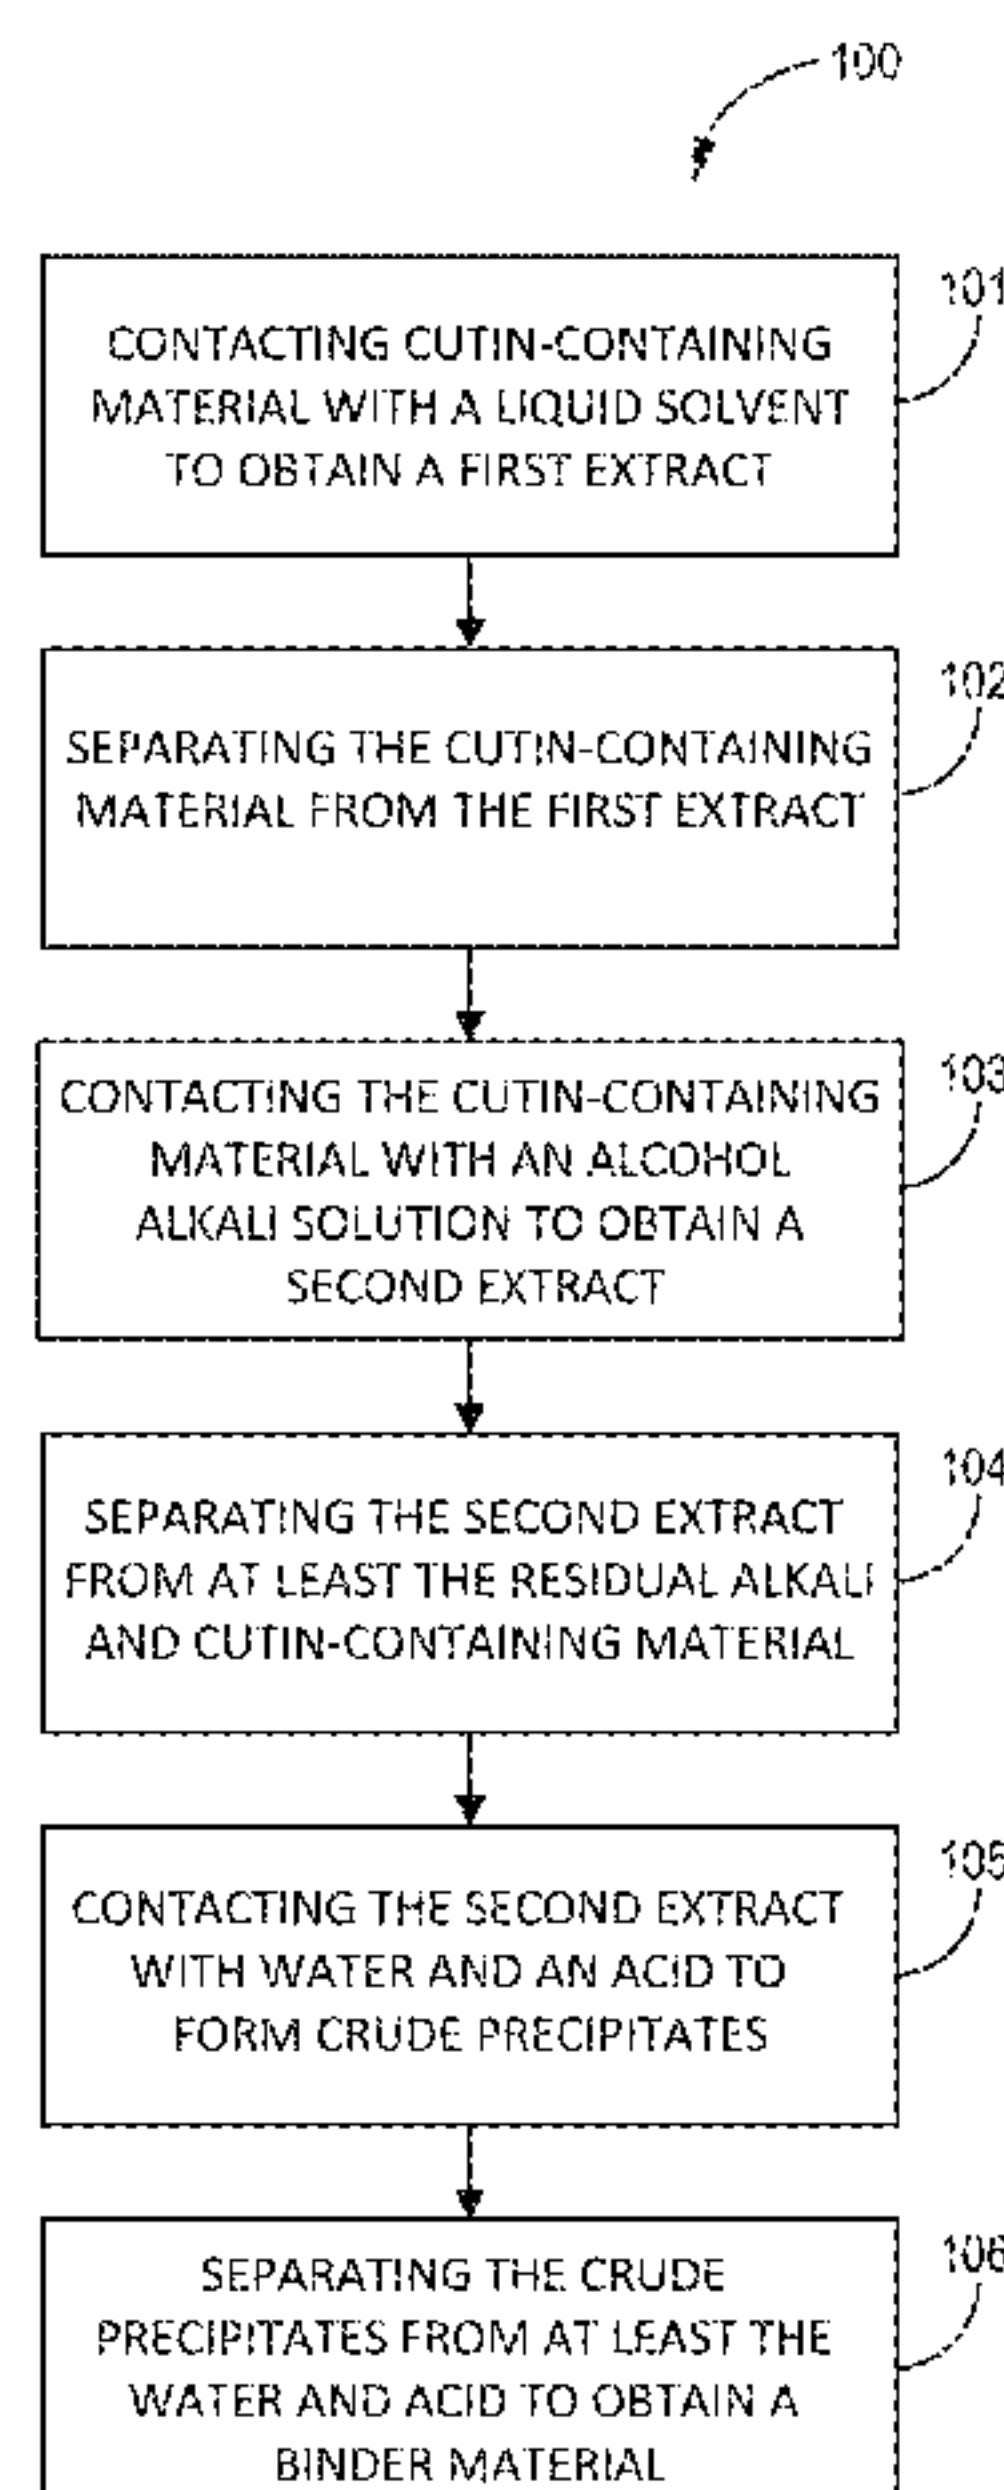 100
101
CONTACTING CUTIN-CONTAINING
MATERIAL WITH A LIQUID SOLVENT
TO OBTAIN A FIRST EXTRACT
102
SEPARATING THE CUTIN-CONTAINING
MATERIAL FROM THE FIRST EXTRACT
103
CONTACTING THE CUTIN-CONTAINING
MATERIAL WITH AN ALCOHOL
ALKALI SOLUTION TO OBTAIN A
SECOND EXTRACT
104
SEPARATING THE SECOND EXTRACT
FROM AT LEAST THE RESIDUAL ALKALI
AND CUTIN-CONTAINING MATERIAL
105
CONTACTING THE SECOND EXTRACT
WITH WATER AND AN ACID TO
FORM CRUDE PRECIPITATES
106
SEPARATING THE CRUDE
PRECIPITATES FROM AT LEAST THE
WATER AND ACID TO OBTAIN A
BINDER MATERIAL